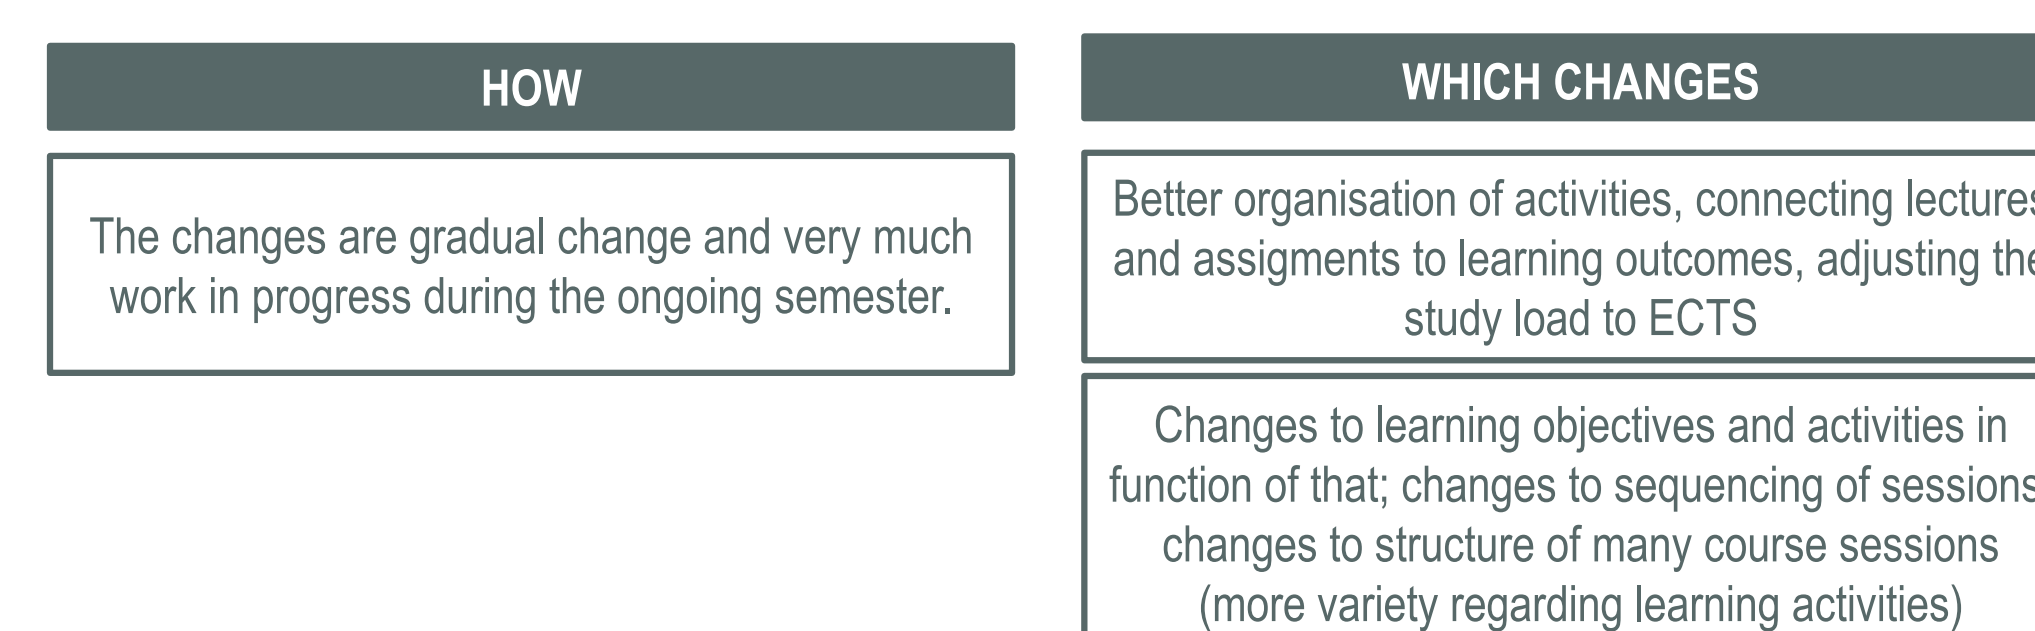 HOW
The changes are gradual change and very much
work in progress during the ongoing semester.
WHICH CHANGES
Better organisation of activities, connecting lectures
and assigments to learning outcomes, adjusting the
study load to ECTS
Changes to learning objectives and activities in
function of that; changes to sequencing of sessions
changes to structure of many course sessions
(more variety regarding learning activities)